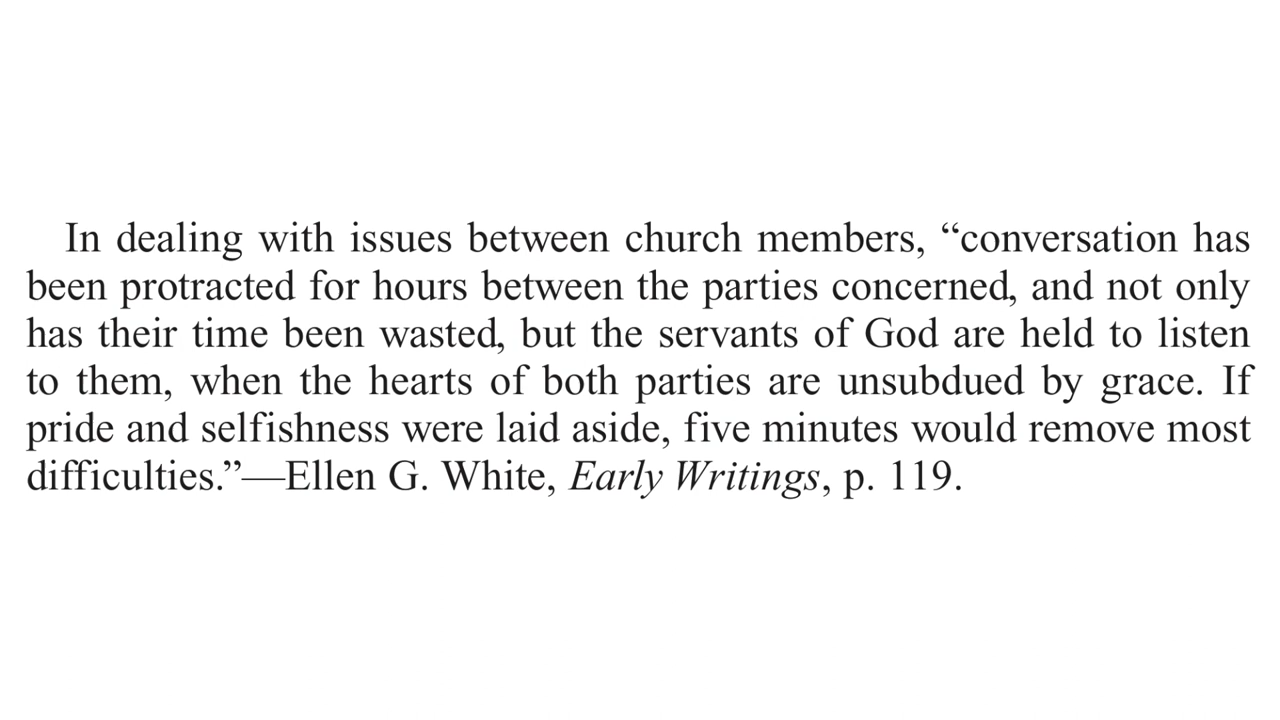 In dealing with issues between church members, “conversation has
been protracted for hours between the parties concerned, and not only
has their time been wasted, but the servants of God are held to listen
to them, when the hearts of both parties are unsubdued by grace. If
pride and selfishness were laid aside, five minutes would remove most
difficulties.”—Ellen G. White, Early Writings, p. 119.